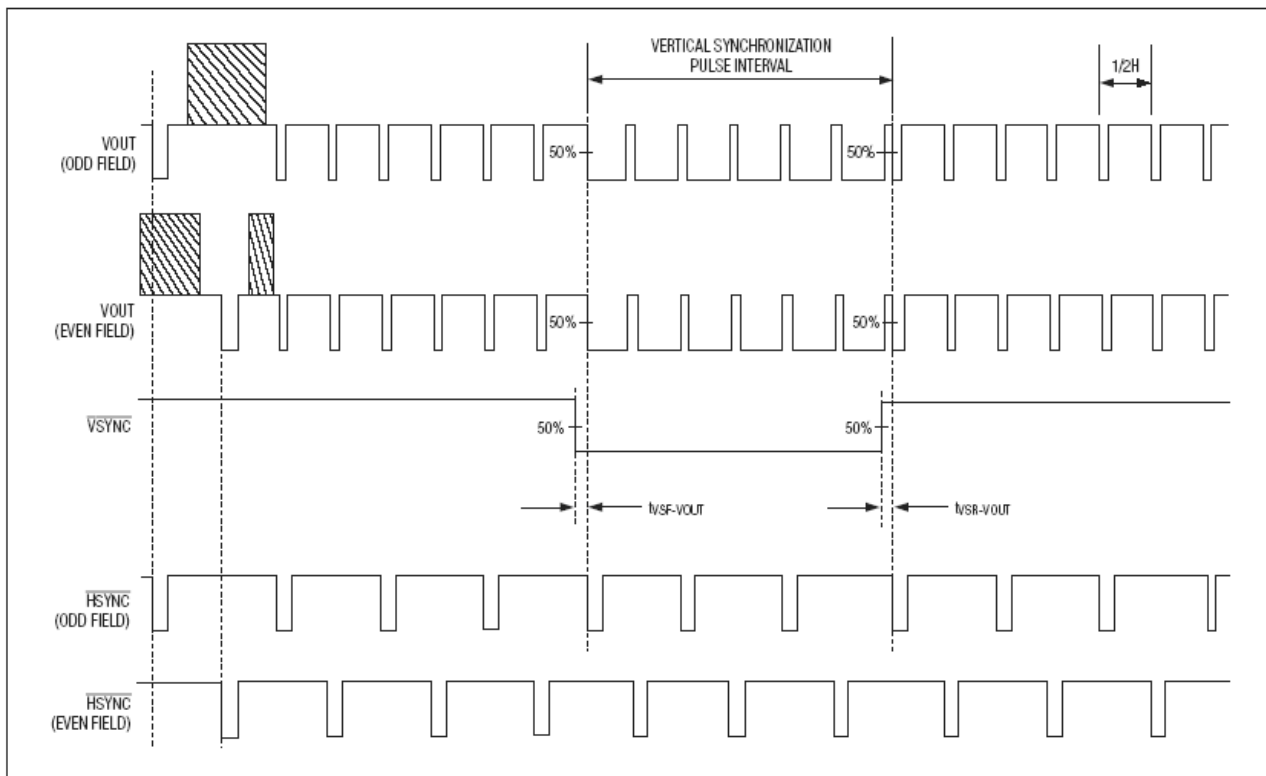 VERTICAL SYNCHRONIZATION
PULSE INTERVAL
1/2H
VOUT
(ODD FIELD)
50%
50%
VOUT
(EVEN FIELD)
50%
50%
VSYNC
50%
50%
tVSF-VOUT
tVSR-VOUT
HSYNC
(ODD FIELD)
HSYNC
(EVEN FIELD)